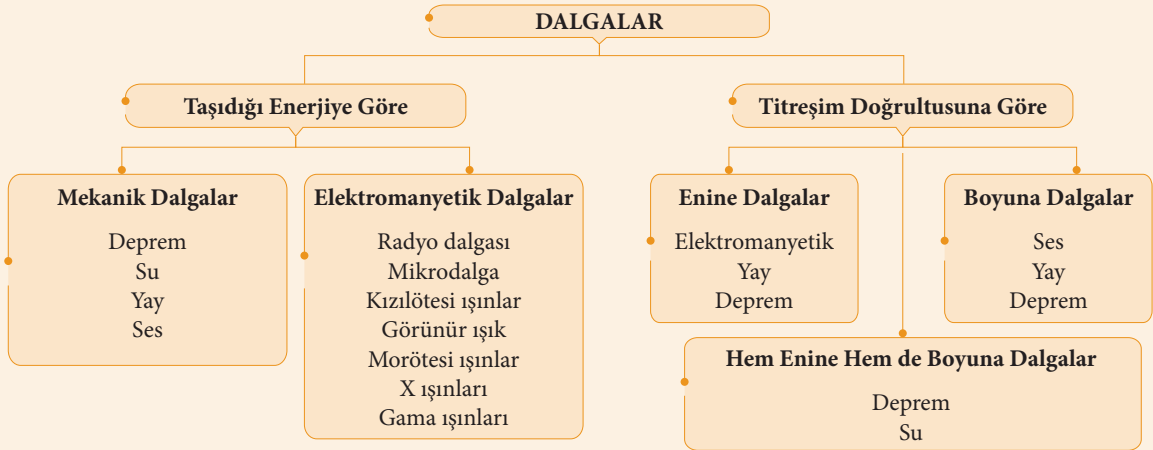 DALGALAR
Taşıdığı Enerjiye Göre
Mekanik Dalgalar
Deprem
Su
Yay
Ses
Elektromanyetik Dalgalar
Radyo dalgası
Mikrodalga
Kızılötesi ışınlar
Görünür ışık
Morötesi ışınlar
X ışınları
Gama ışınları
Titreşim Doğrultusuna Göre
Enine Dalgalar
Elektromanyetik
Yay
Deprem
Boyuna Dalgalar
Ses
Yay
Deprem
Hem Enine Hem de Boyuna Dalgalar
Deprem
Su